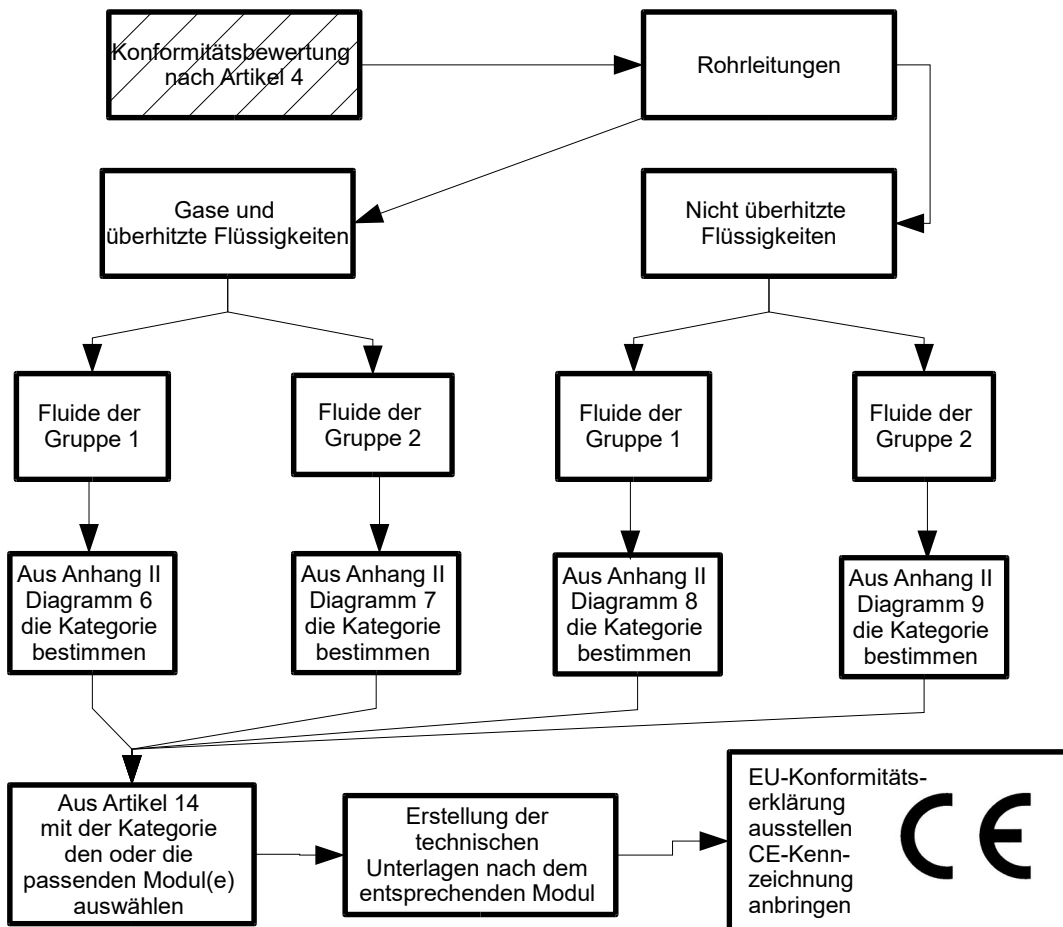 Konformitätsbewertung
nach Artikel 4
Rohrleitungen
Gase und
überhitzte Flüssigkeiten
Nicht überhitzte
Flüssigkeiten
Fluide der
Gruppe 1
Fluide der
Gruppe 2
Fluide der
Gruppe 1
Fluide der
Gruppe 2
Aus Anhang II
Diagramm 6
die Kategorie
bestimmen
Aus Anhang II
Diagramm 7
die Kategorie
bestimmen
Aus Anhang II
Diagramm 8
die Kategorie
bestimmen
Aus Anhang II
Diagramm 9
die Kategorie
bestimmen
Aus Artikel 14
mit der Kategorie
den oder die
passenden Modul(e)
auswählen
Erstellung der
technischen
Unterlagen nach dem
entsprechenden Modul
EU-Konformitäts-
erklärung
ausstellen
CE-Kenn-
zeichnung
anbringen
CE